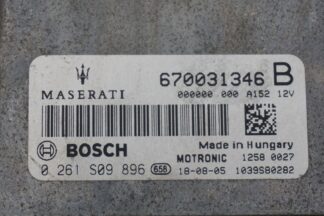 MASERATI
670031346 B
000000 000 A152 12V
Made in Hungary
BOSCH
MOTRONIC 1258 0027
0 261 S09 896 658 18-08-05 1039S80282